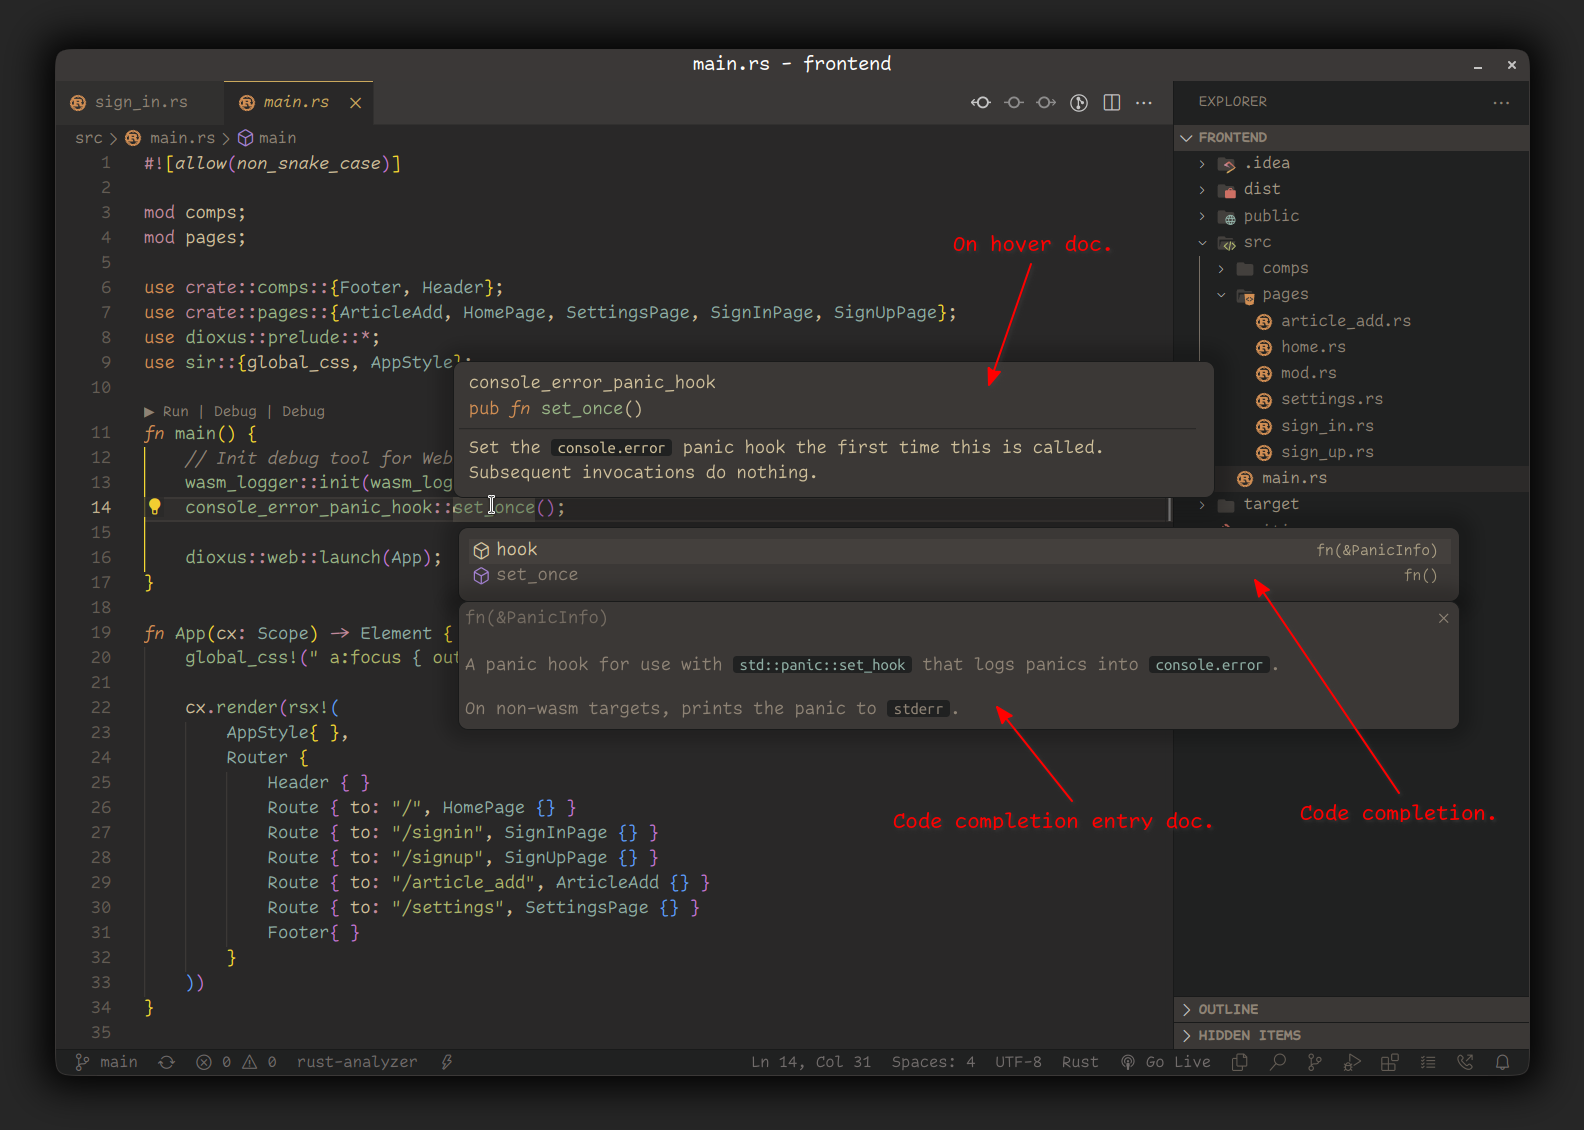 main.rs - frontend
sign_in.rs
main.rs
src > main.rs > main
1 #![allow(non_snake_case)]
2
3 mod comps;
4 mod pages;
5
6 use crate::comps::{Footer, Header};
7 use crate::pages::{ArticleAdd, HomePage, SettingsPage, SignInPage, SignUpPage};
8 use dioxus::prelude::*;
9 use sir::{global_css, AppStyle};
10
Run | Debug | Debug
11 fn main() {
12 // Init debug tool for Web
13 wasm_logger::init(wasm_log
14 console_error_panic_hook::set_once();
15
16 dioxus::web::launch(App);
17 }
18
19 fn App(cx: Scope) -> Element {
20 global_css!(" a:focus { out
21
22 cx.render(rsx!(
23 AppStyle{ },
24 Router {
25 Header { }
26 Route { to: "/", HomePage {} }
27 Route { to: "/signin", SignInPage {} }
28 Route { to: "/signup", SignUpPage {} }
29 Route { to: "/article_add", ArticleAdd {} }
30 Route { to: "/settings", SettingsPage {} }
31 Footer{ }
32 }
33 ))
34 }
35
On hover doc.
console_error_panic_hook
pub fn set_once()
Set the console.error panic hook the first time this is called.
Subsequent invocations do nothing.
hook fn(&PanicInfo)
set_once fn()
fn(&PanicInfo)
A panic hook for use with std::panic::set_hook that logs panics into console.error.
On non-wasm targets, prints the panic to stderr.
Code completion entry doc.
Code completion.
EXPLORER
FRONTEND
.idea
dist
public
src
comps
pages
article_add.rs
home.rs
mod.rs
settings.rs
sign_in.rs
sign_up.rs
main.rs
target
OUTLINE
HIDDEN ITEMS
main 0 0 rust-analyzer Ln 14, Col 31 Spaces: 4 UTF-8 Rust Go Live